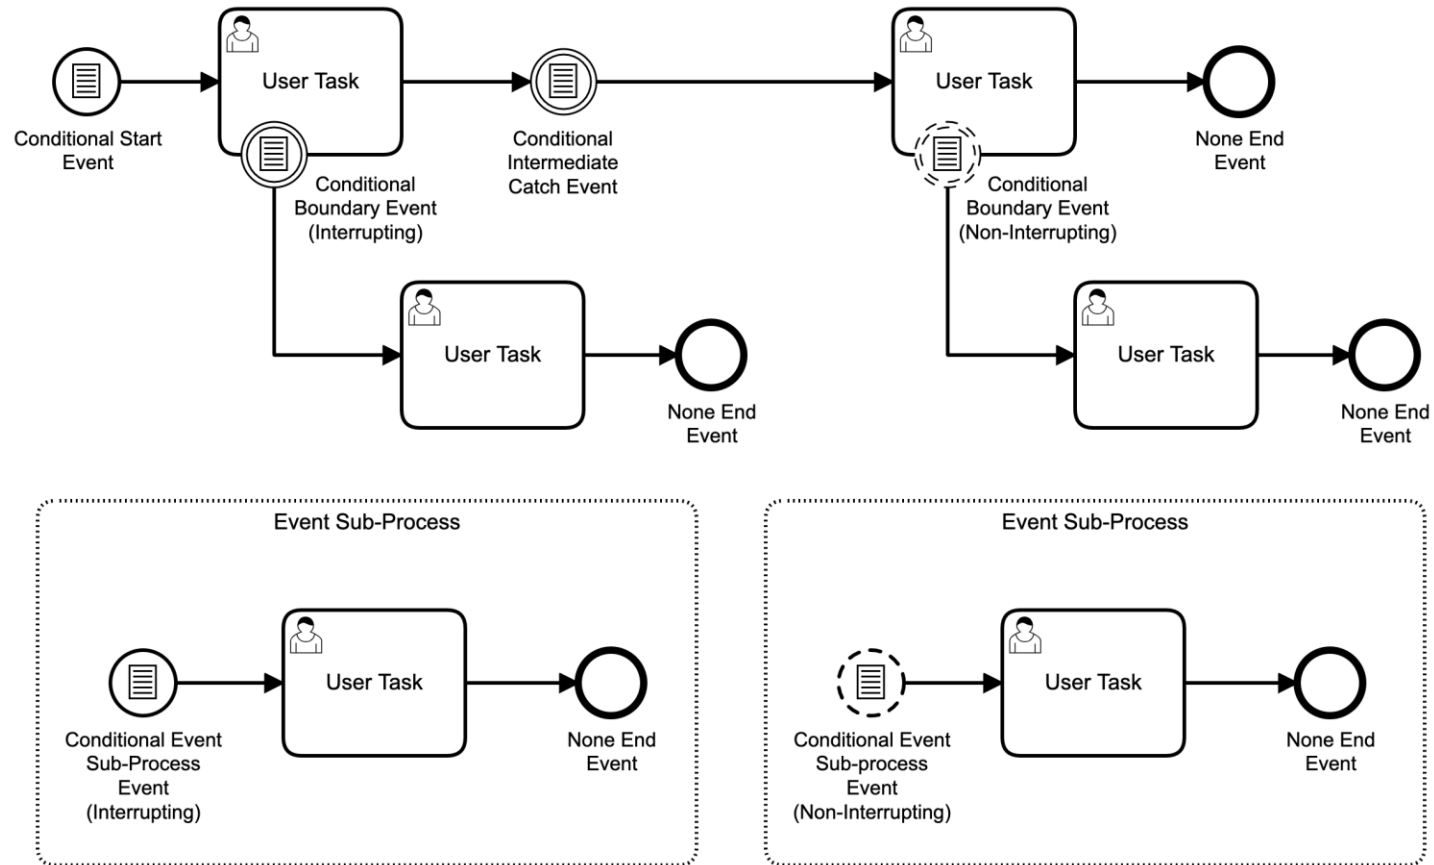 User Task
User Task
Conditional Start
Event
Conditional
Intermediate
Catch Event
None End
Event
Conditional
Boundary Event
(Interrupting)
Conditional
Boundary Event
(Non-Interrupting)
User Task
None End
Event
User Task
None End
Event
Event Sub-Process
User Task
Conditional Event
Sub-Process
Event
(Interrupting)
None End
Event
Event Sub-Process
User Task
Conditional Event
Sub-process
Event
(Non-Interrupting)
None End
Event